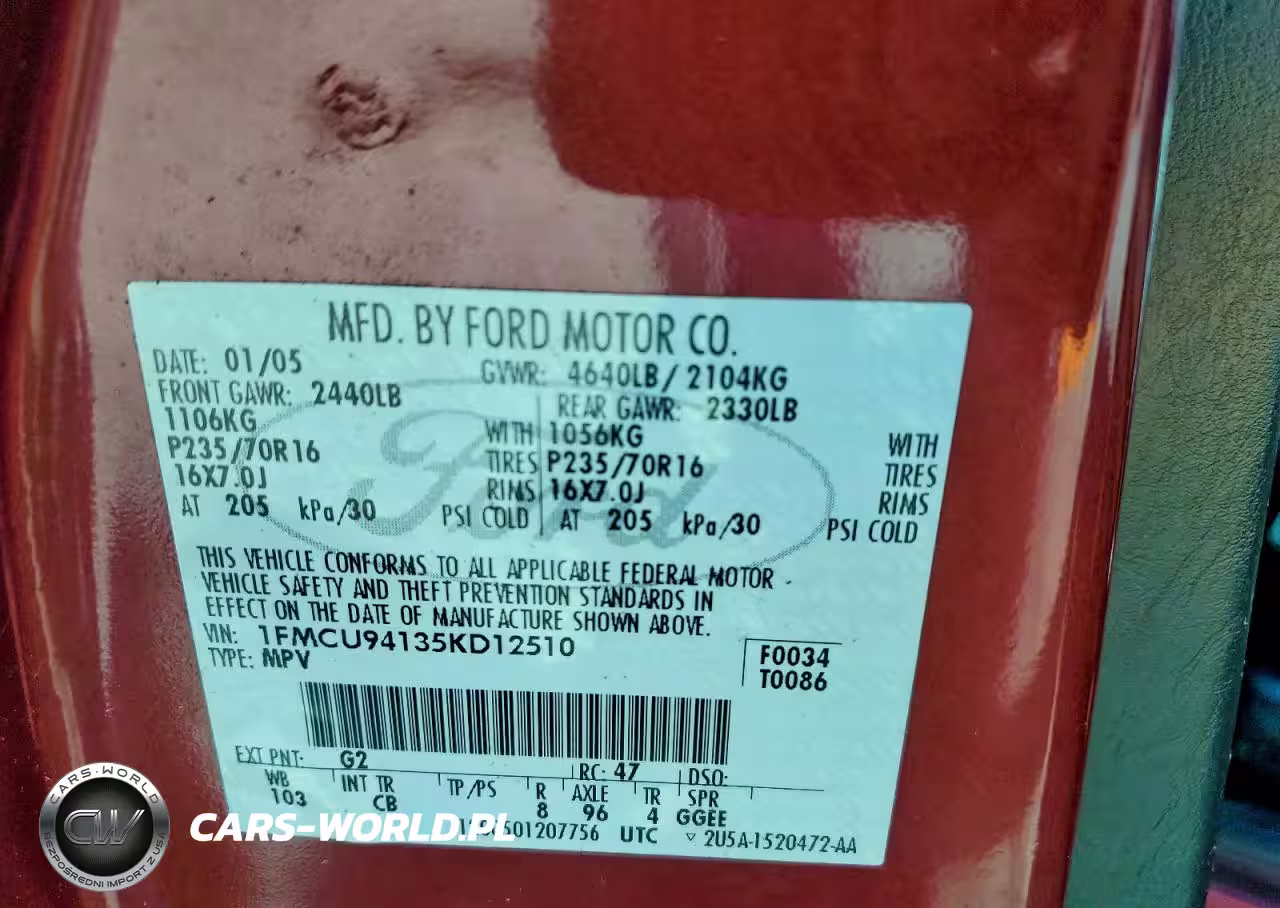 MFD. BY FORD MOTOR CO.
DATE: 01/05 GVWR: 4640LB/2104KG
FRONT GAWR: 2440LB REAR GAWR: 2330LB
1106KG WITH 1056KG WITH
P235/70R16 TIRES P235/70R16 TIRES
16X7.0J RIMS 16X7.0J RIMS
AT 205 kPa/30 PSI COLD AT 205 kPa/30 PSI COLD
Ford
THIS VEHICLE CONFORMS TO ALL APPLICABLE FEDERAL MOTOR
VEHICLE SAFETY AND THEFT PREVENTION STANDARDS IN
EFFECT ON THE DATE OF MANUFACTURE SHOWN ABOVE.
VIN: 1FMCU94135KD12510
TYPE: MPV
F0034
T0086
EXT PNT: G2 RC: 47 DSO:
WB INT TR TP/PS R AXLE TR SPR
103 CB 8 96 4 GGEE
501207756 UTC ▽ 2U5A-1520472-AA
CARS-WORLD
CW
BEZPOŚREDNI IMPORT Z USA
CARS-WORLD.PL